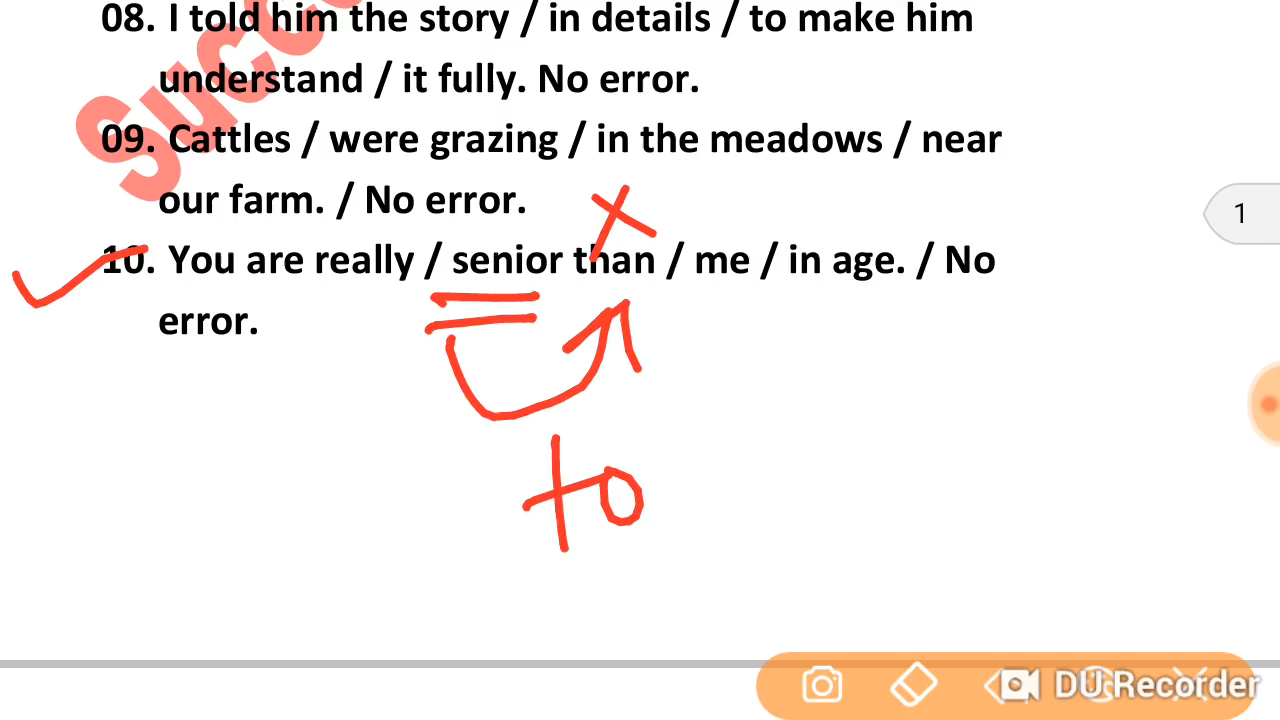 08. I told him the story / in details / to make him
understand / it fully. No error.
09. Cattles / were grazing / in the meadows / near
our farm. / No error.
10. You are really / senior than / me / in age. / No
error.
to
1
DU Recorder